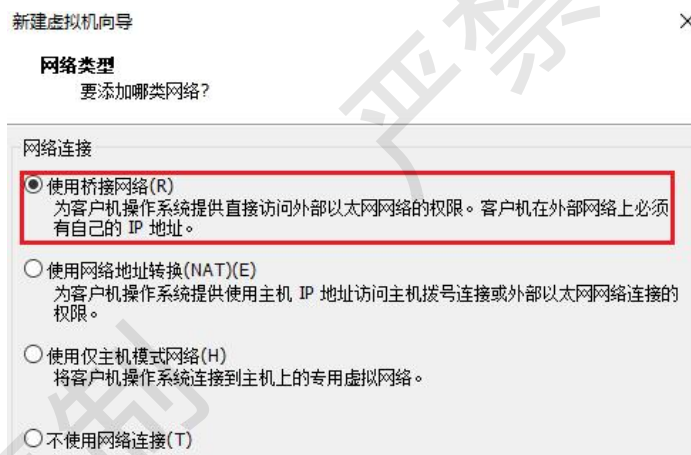 新建虚拟机向导
网络类型
要添加哪类网络?
网络连接
使用桥接网络(R)
为客户机操作系统提供直接访问外部以太网网络的权限。客户机在外部网络上必须
有自己的 IP 地址。
使用网络地址转换(NAT)(E)
为客户机操作系统提供使用主机 IP 地址访问主机拨号连接或外部以太网网络连接的
权限。
使用仅主机模式网络(H)
将客户机操作系统连接到主机上的专用虚拟网络。
不使用网络连接(T)
严禁
制